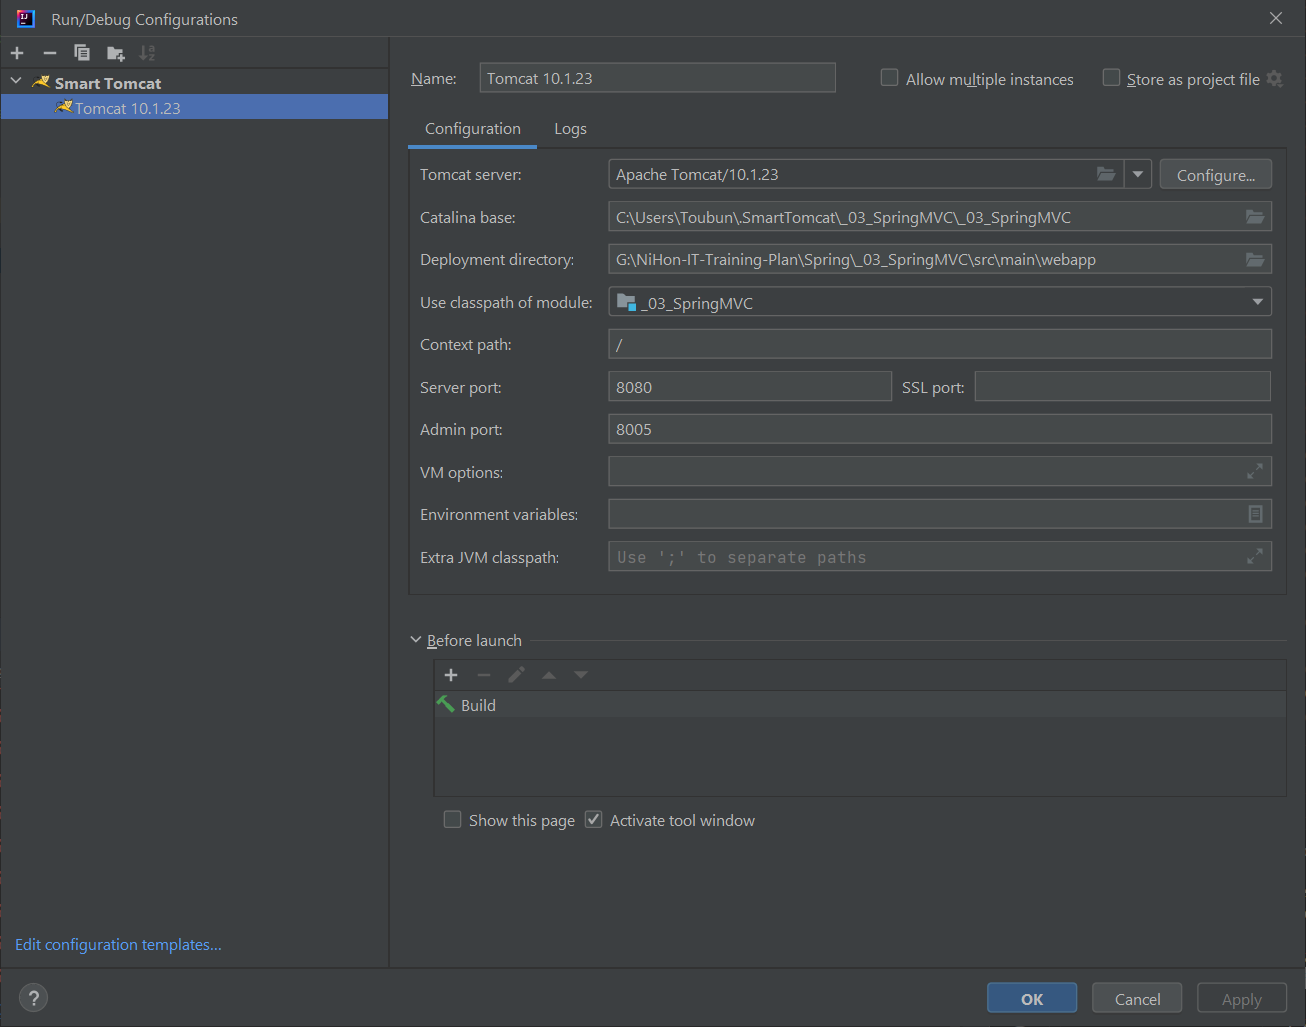 Run/Debug Configurations
Smart Tomcat
Tomcat 10.1.23
Name: Tomcat 10.1.23 Allow multiple instances Store as project file
Configuration Logs
Tomcat server: Apache Tomcat/10.1.23 Configure...
Catalina base: C:\Users\Toubun\.SmartTomcat\_03_SpringMVC\_03_SpringMVC
Deployment directory: G:\NiHon-IT-Training-Plan\Spring\_03_SpringMVC\src\main\webapp
Use classpath of module: _03_SpringMVC
Context path: /
Server port: 8080 SSL port:
Admin port: 8005
VM options:
Environment variables:
Extra JVM classpath: Use ';' to separate paths
Before launch
Build
Show this page Activate tool window
Edit configuration templates...
? OK Cancel Apply